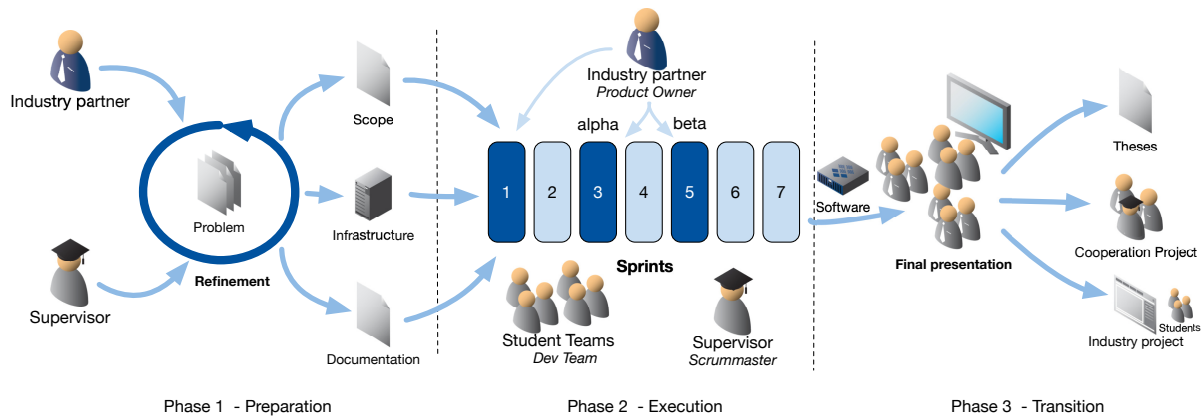 Industry partner
Supervisor
Problem
Refinement
Scope
Infrastructure
Documentation
Phase 1 - Preparation
Industry partner
Product Owner
alpha
beta
1
2
3
4
5
6
7
Sprints
Student Teams
Dev Team
Supervisor
Scrummaster
Phase 2 - Execution
Software
Final presentation
Theses
Cooperation Project
Students
Industry project
Phase 3 - Transition